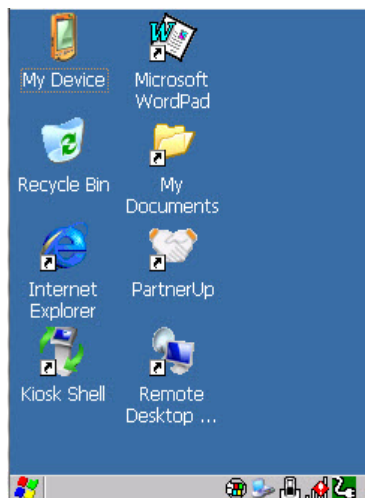 My Device
Microsoft
WordPad
Recycle Bin
My
Documents
Internet
Explorer
PartnerUp
Kiosk Shell
Remote
Desktop ...